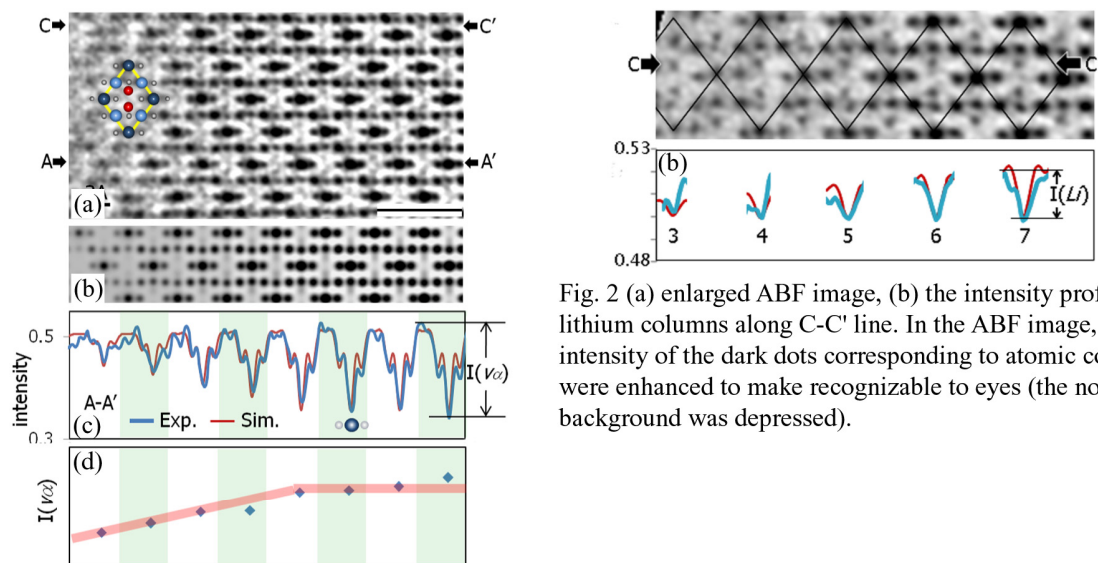 C C′
A A′
(a)
(b)
0.5
intensity
I(vα)
A-A′
Exp. Sim.
(c)
0.3
(d)
I(vα)
C C
0.53
(b)
I(Li)
3 4 5 6 7
0.48
Fig. 2 (a) enlarged ABF image, (b) the intensity prof
lithium columns along C-C' line. In the ABF image,
intensity of the dark dots corresponding to atomic co
were enhanced to make recognizable to eyes (the no
background was depressed).